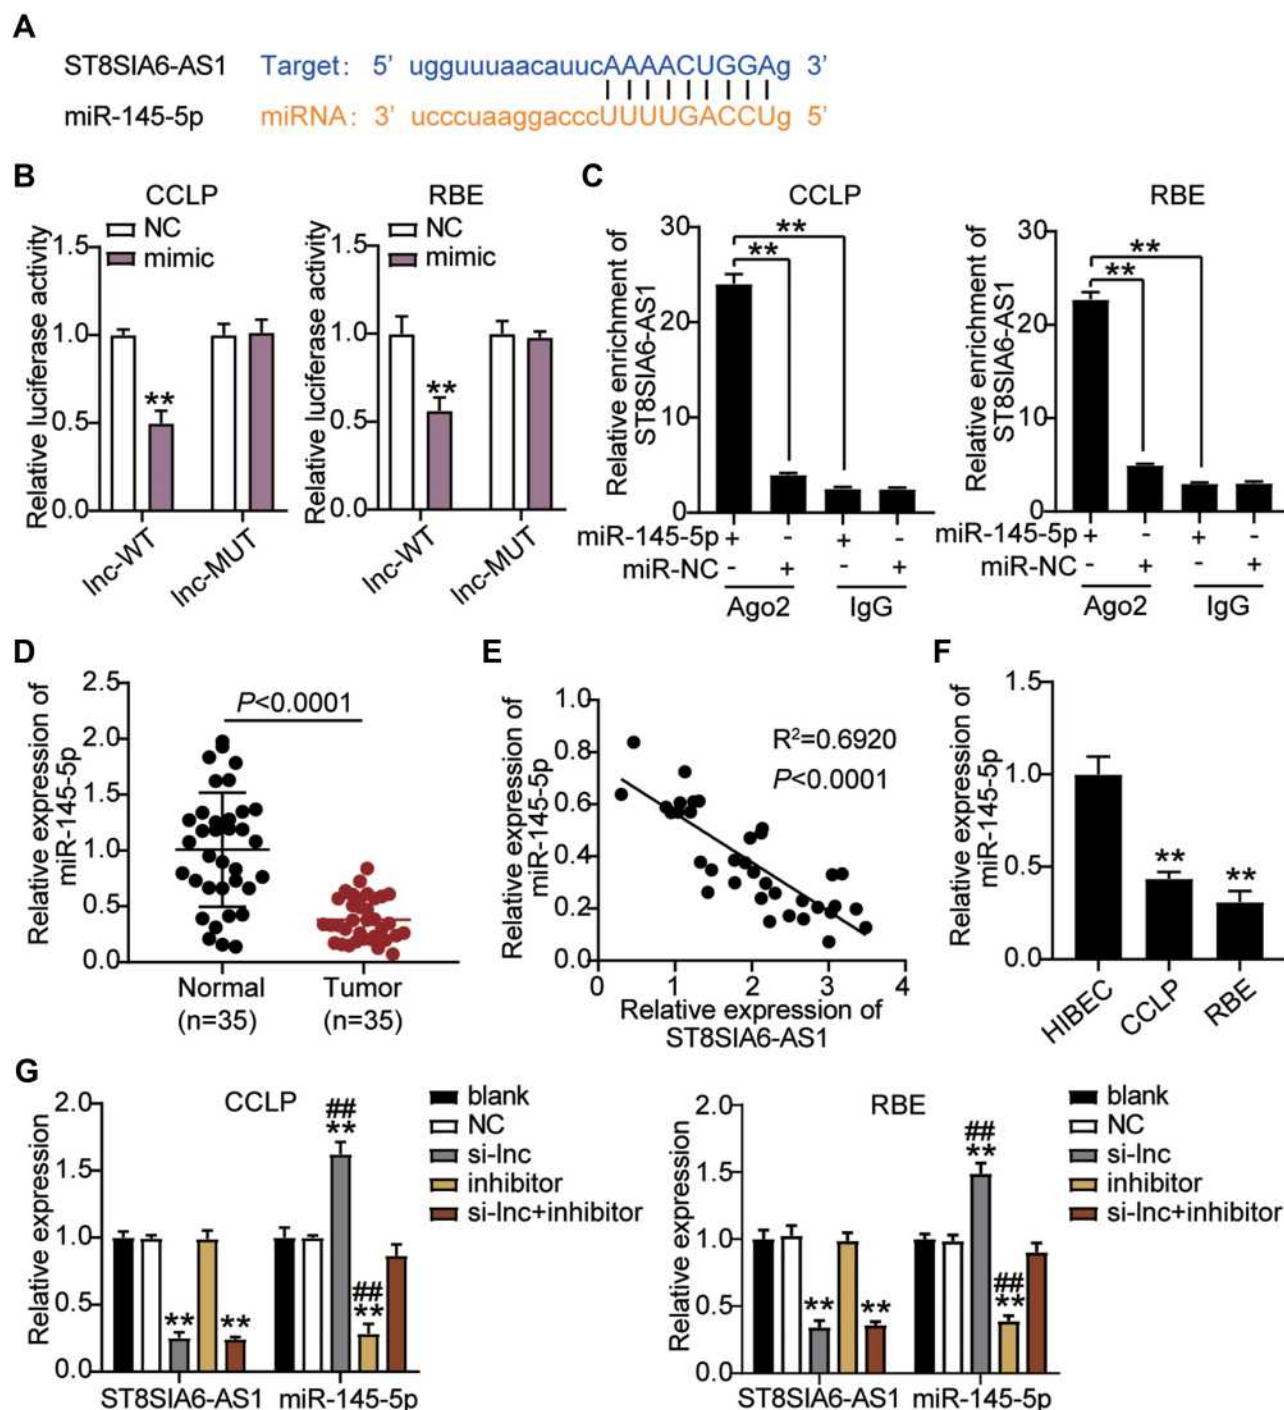 A
ST8SIA6-AS1 Target: 5' ugguuuaacauucAAAACUGGAg 3'
miR-145-5p miRNA: 3' ucccuaaggacccUUUUGACCUg 5'
B
CCLP
NC
mimic
Relative luciferase activity
1.5
1.0
0.5
0.0
**
lnc-WT
lnc-MUT
RBE
NC
mimic
Relative luciferase activity
1.5
1.0
0.5
0.0
**
lnc-WT
lnc-MUT
C
CCLP
Relative enrichment of
ST8SIA6-AS1
30
20
10
0
**
**
miR-145-5p + - + -
miR-NC - + - +
Ago2 IgG
RBE
Relative enrichment of
ST8SIA6-AS1
30
20
10
0
**
**
miR-145-5p + - + -
miR-NC - + - +
Ago2 IgG
D
Relative expression of
miR-145-5p
2.5
2.0
1.5
1.0
0.5
0.0
P<0.0001
Normal Tumor
(n=35) (n=35)
E
Relative expression of
miR-145-5p
1.0
0.8
0.6
0.4
0.2
0.0
R²=0.6920
P<0.0001
0 1 2 3 4
Relative expression of
ST8SIA6-AS1
F
Relative expression of
miR-145-5p
1.5
1.0
0.5
0.0
**
**
HIBEC
CCLP
RBE
G
CCLP
Relative expression
2.0
1.5
1.0
0.5
0.0
** **
##
**
##
**
ST8SIA6-AS1 miR-145-5p
blank
NC
si-lnc
inhibitor
si-lnc+inhibitor
RBE
Relative expression
2.0
1.5
1.0
0.5
0.0
** **
##
**
##
**
ST8SIA6-AS1 miR-145-5p
blank
NC
si-lnc
inhibitor
si-lnc+inhibitor